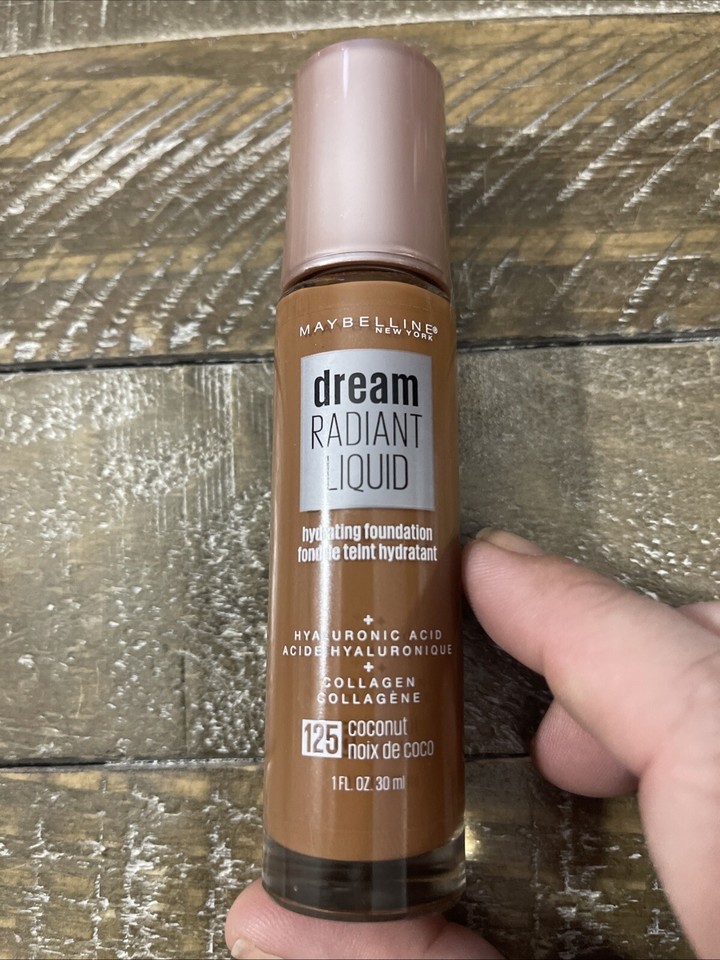 MAYBELLINE®
NEW YORK
dream
RADIANT
LIQUID
hydrating foundation
fond de teint hydratant
+
HYALURONIC ACID
ACIDE HYALURONIQUE
+
COLLAGEN
COLLAGÈNE
125 coconut
noix de coco
1 FL. OZ. 30 ml